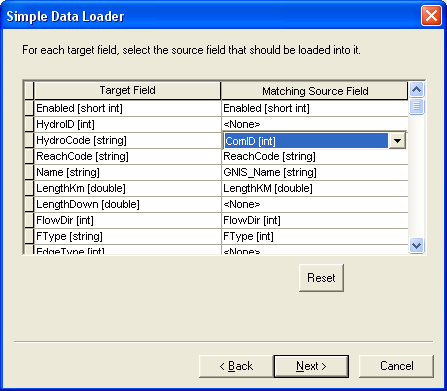 Simple Data Loader
For each target field, select the source field that should be loaded into it.
Target Field Matching Source Field
Enabled [short int] Enabled [short int]
HydroID [int] <None>
HydroCode [string] ComID [int]
ReachCode [string] ReachCode [string]
Name [string] GNIS_Name [string]
LengthKm [double] LengthKM [double]
LengthDown [double] <None>
FlowDir [int] FlowDir [int]
FType [string] FType [int]
EdgeType [int] <None>
Reset
< Back Next > Cancel